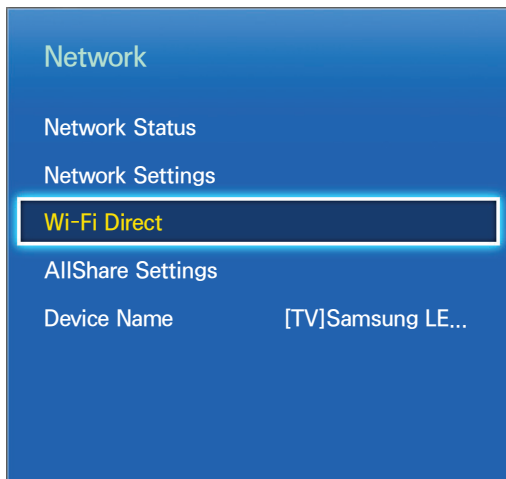 Network
Network Status
Network Settings
Wi-Fi Direct
AllShare Settings
Device Name [TV]Samsung LE...